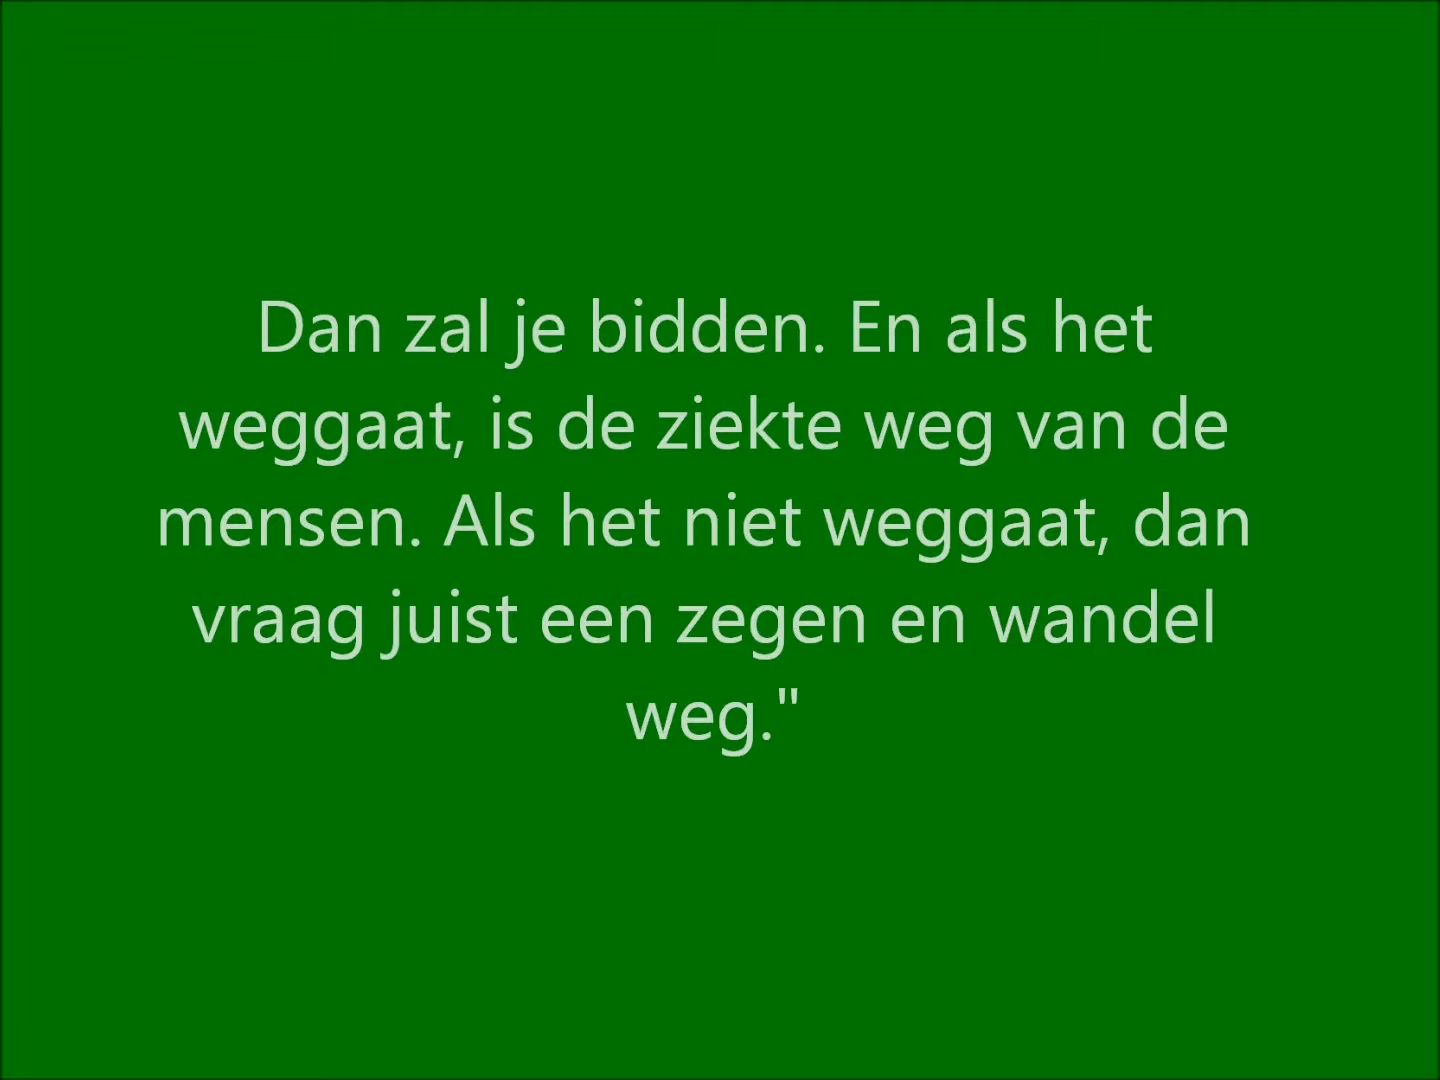 Dan zal je bidden. En als het
weggaat, is de ziekte weg van de
mensen. Als het niet weggaat, dan
vraag juist een zegen en wandel
weg."